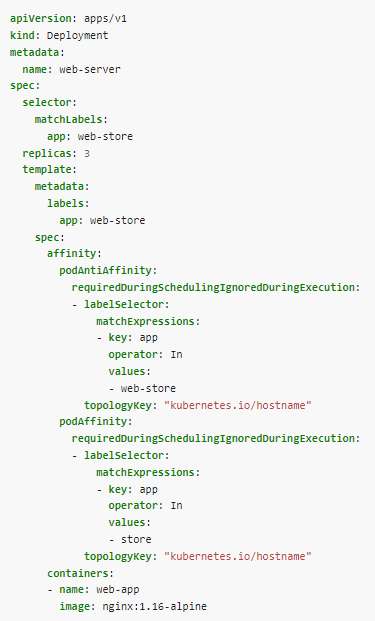 apiVersion: apps/v1
kind: Deployment
metadata:
  name: web-server
spec:
  selector:
    matchLabels:
      app: web-store
  replicas: 3
  template:
    metadata:
      labels:
        app: web-store
    spec:
      affinity:
        podAntiAffinity:
          requiredDuringSchedulingIgnoredDuringExecution:
          - labelSelector:
              matchExpressions:
              - key: app
                operator: In
                values:
                - web-store
            topologyKey: "kubernetes.io/hostname"
        podAffinity:
          requiredDuringSchedulingIgnoredDuringExecution:
          - labelSelector:
              matchExpressions:
              - key: app
                operator: In
                values:
                - store
            topologyKey: "kubernetes.io/hostname"
      containers:
      - name: web-app
        image: nginx:1.16-alpine